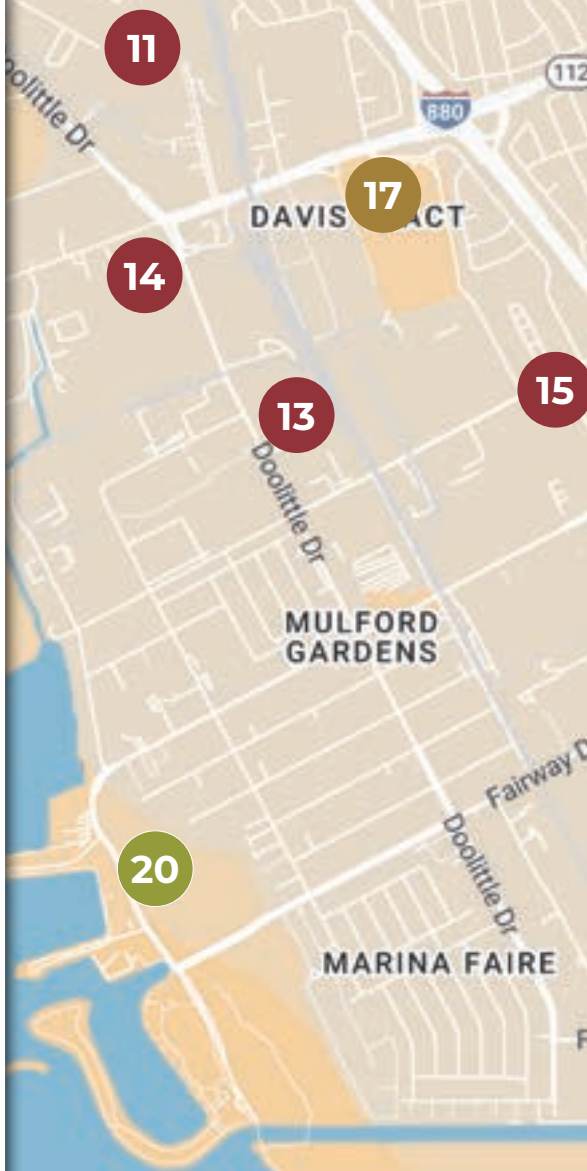 11
oolittle Dr
112
880
17
DAVIS ACT
14
15
13
Doolittle Dr
MULFORD
GARDENS
Fairway D
Doolittle Dr
20
MARINA FAIRE
F